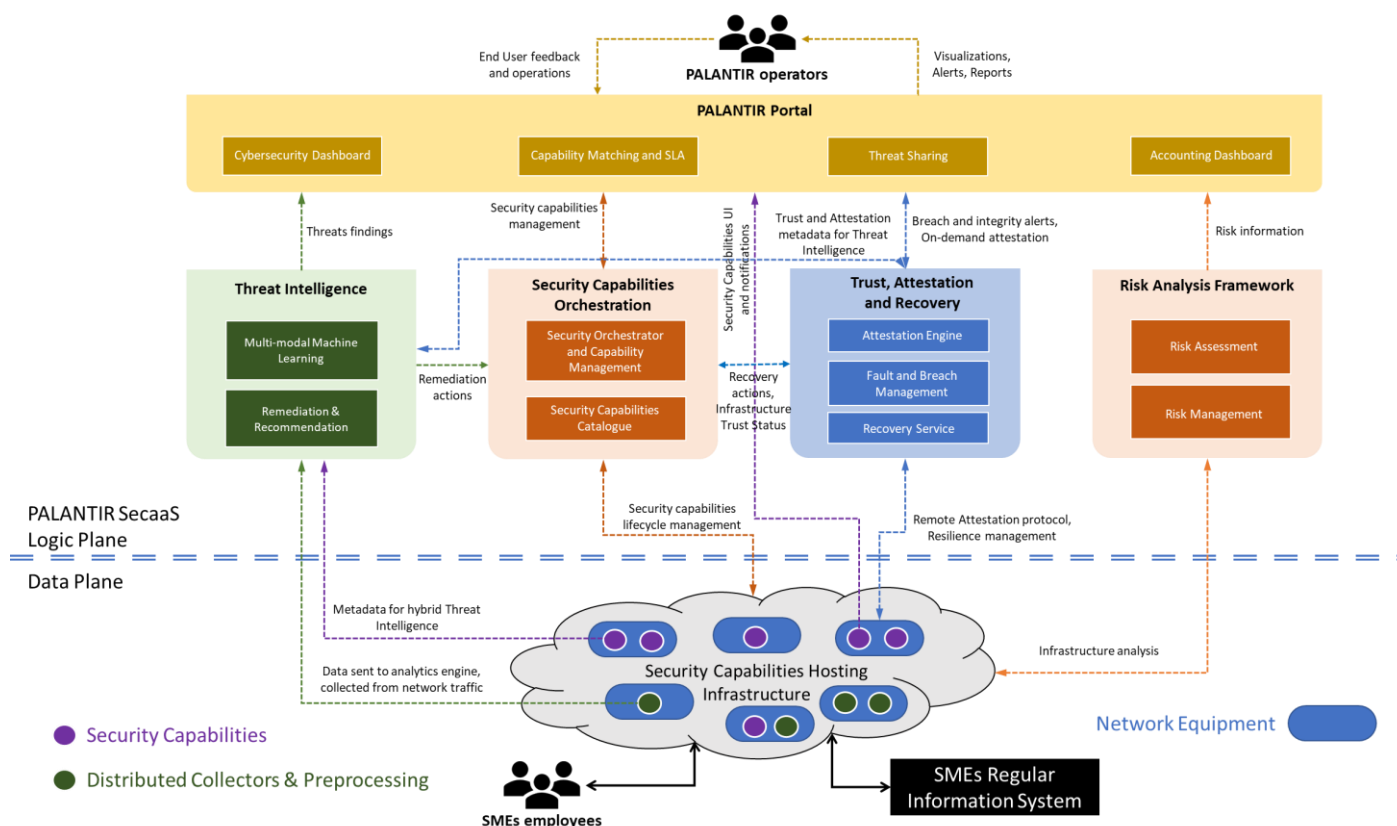 End User feedback
and operations
PALANTIR operators
Visualizations,
Alerts, Reports
PALANTIR Portal
Cybersecurity Dashboard
Capability Matching and SLA
Threat Sharing
Accounting Dashboard
Threats findings
Security capabilities
management
Security Capabilities UI
and notifications
Trust and Attestation
metadata for Threat
Intelligence
Breach and integrity alerts,
On-demand attestation
Risk information
Threat Intelligence
Multi-modal Machine
Learning
Remediation &
Recommendation
Remediation
actions
Security Capabilities
Orchestration
Security Orchestrator
and Capability
Management
Security Capabilities
Catalogue
Recovery
actions,
Infrastructure
Trust Status
Trust, Attestation
and Recovery
Attestation Engine
Fault and Breach
Management
Recovery Service
Risk Analysis Framework
Risk Assessment
Risk Management
PALANTIR SecaaS
Logic Plane
Security capabilities
lifecycle management
Remote Attestation protocol,
Resilience management
Data Plane
Metadata for hybrid Threat
Intelligence
Data sent to analytics engine,
collected from network traffic
Security Capabilities Hosting
Infrastructure
Infrastructure analysis
Security Capabilities
Distributed Collectors & Preprocessing
Network Equipment
SMEs employees
SMEs Regular
Information System